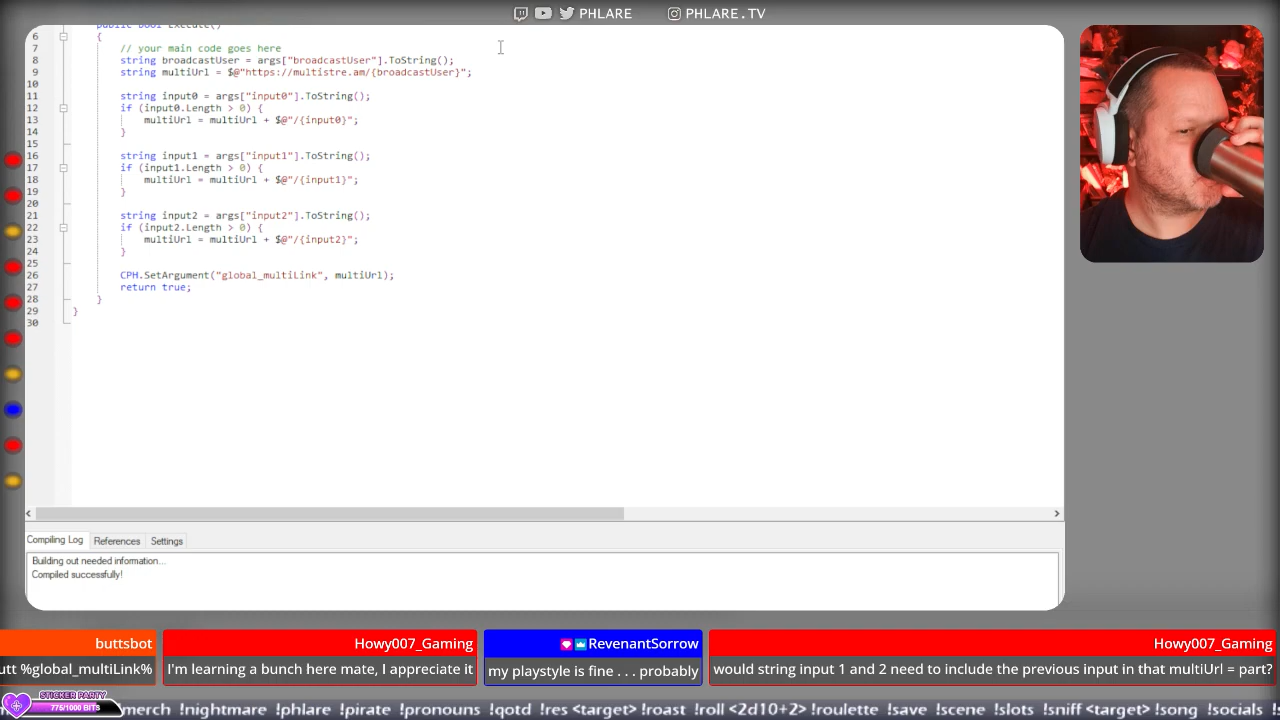 PHLARE PHLARE.TV
public bool Execute()
6 {
7 // your main code goes here
8 string broadcastUser = args["broadcastUser"].ToString();
9 string multiUrl = $@"https://multistre.am/{broadcastUser}";
10
11 string input0 = args["input0"].ToString();
12 if (input0.Length > 0) {
13 multiUrl = multiUrl + $@"/{input0}";
14 }
15
16 string input1 = args["input1"].ToString();
17 if (input1.Length > 0) {
18 multiUrl = multiUrl + $@"/{input1}";
19 }
20
21 string input2 = args["input2"].ToString();
22 if (input2.Length > 0) {
23 multiUrl = multiUrl + $@"/{input2}";
24 }
25
26 CPH.SetArgument("global_multiLink", multiUrl);
27 return true;
28 }
29 }
30
Compiling Log References Settings
Building out needed information...
Compiled successfully!
buttsbot Howy007_Gaming RevenantSorrow Howy007_Gaming
utt %global_multiLink% I'm learning a bunch here mate, I appreciate it my playstyle is fine . . . probably would string input 1 and 2 need to include the previous input in that multiUrl = part?
STICKER PARTY
775/1000 BITS
merch !nightmare !phlare !pirate !pronouns !qotd !res <target> !roast !roll <2d10+2> !roulette !save !scene !slots !sniff <target> !song !socials